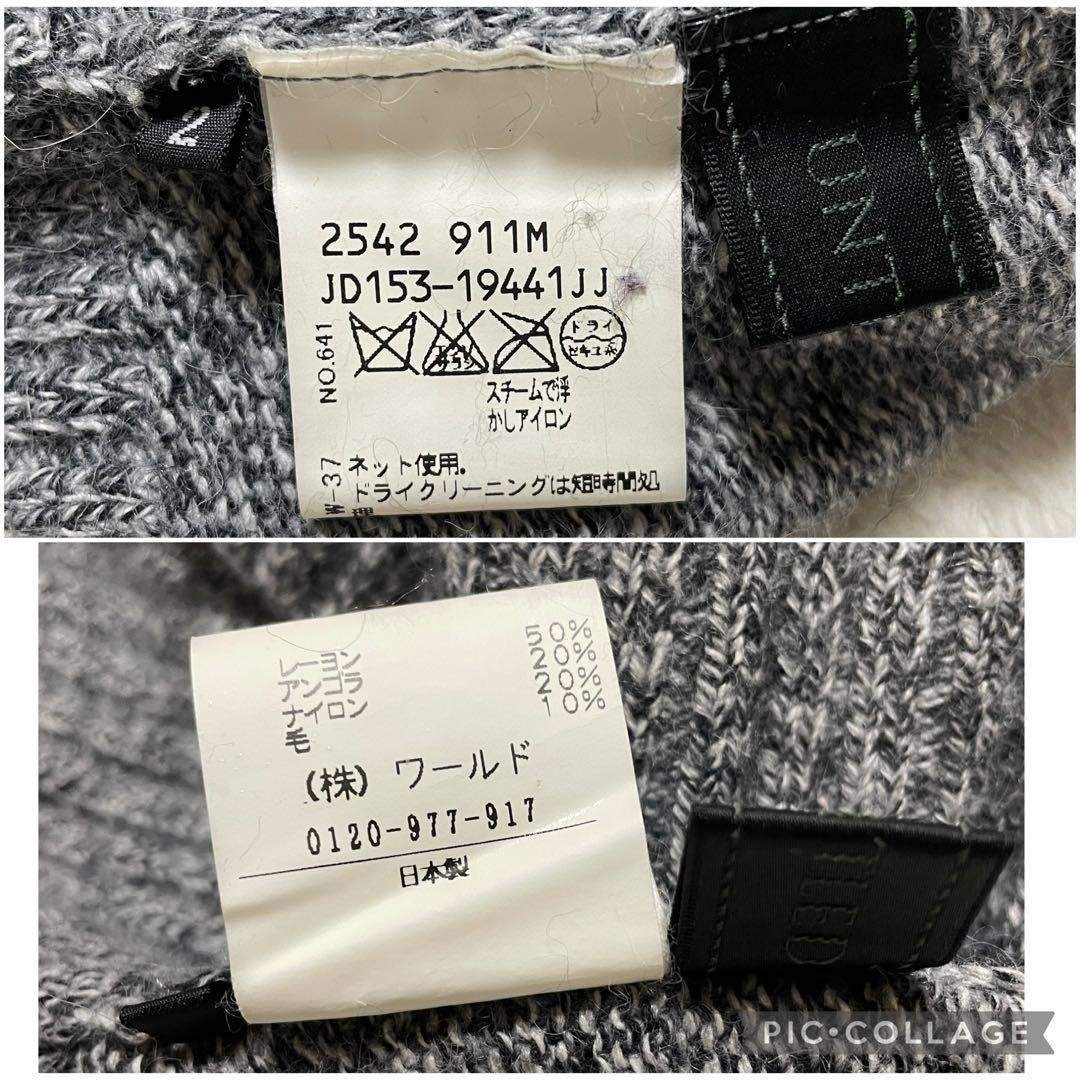 2
2542 911M
JD153-19441JJ
NO.641
ドライ
セキユ系
スチームで浮
かしアイロン
W-37
ネット使用.
ドライクリーニングは短時間処
理
UNT
レーヨン 50%
アンゴラ 20%
ナイロン 20%
毛 10%
(株) ワールド
0120-977-917
日本製
TLED
PIC•COLLAGE